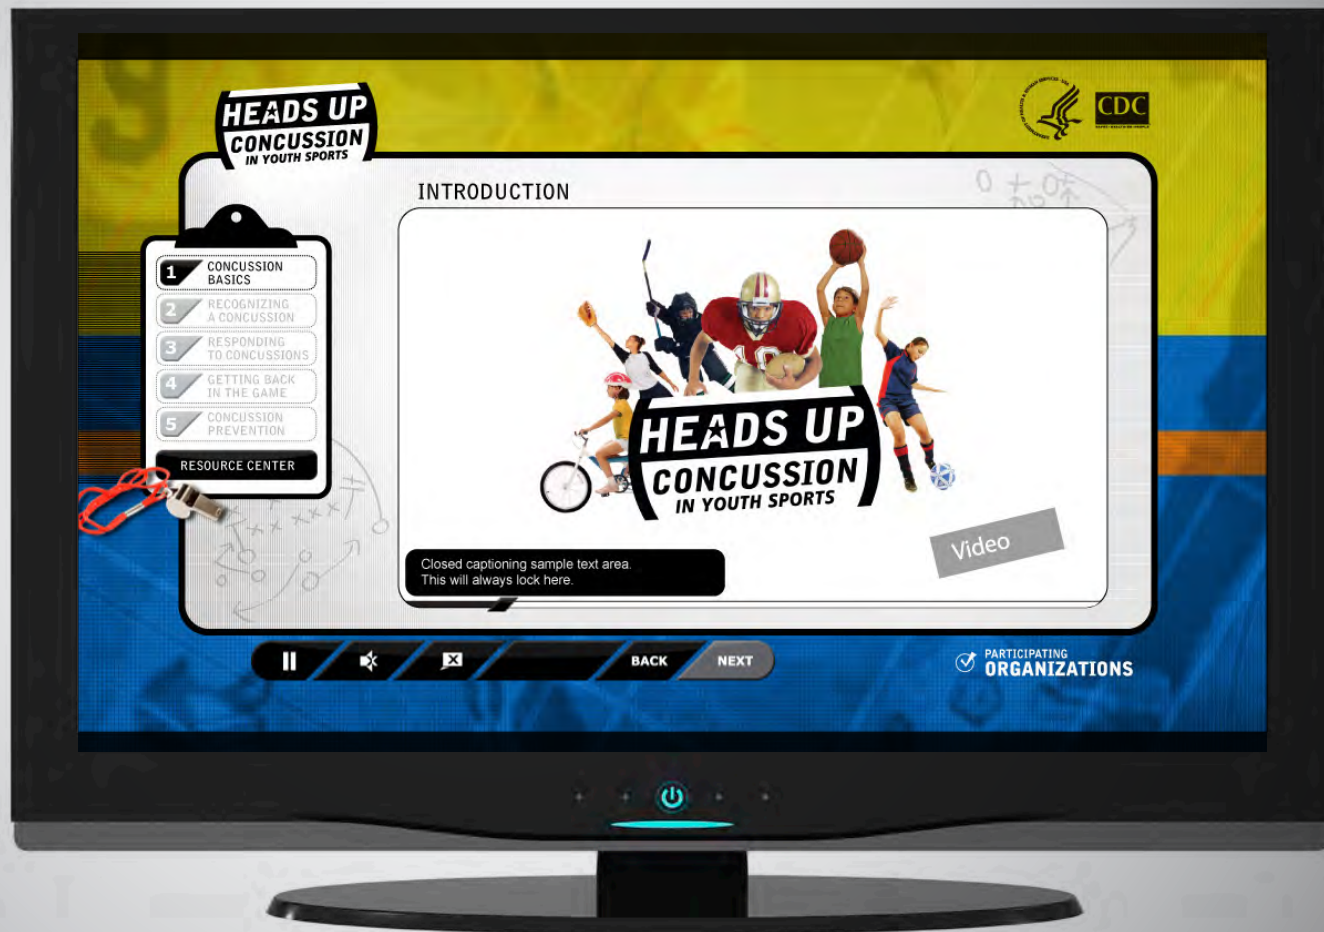 HEADS UP
CONCUSSION
IN YOUTH SPORTS
CDC
INTRODUCTION
1 CONCUSSION
BASICS
2 RECOGNIZING
A CONCUSSION
3 RESPONDING
TO CONCUSSIONS
4 GETTING BACK
IN THE GAME
5 CONCUSSION
PREVENTION
RESOURCE CENTER
HEADS UP
CONCUSSION
IN YOUTH SPORTS
Video
Closed captioning sample text area.
This will always lock here.
BACK
NEXT
PARTICIPATING
ORGANIZATIONS